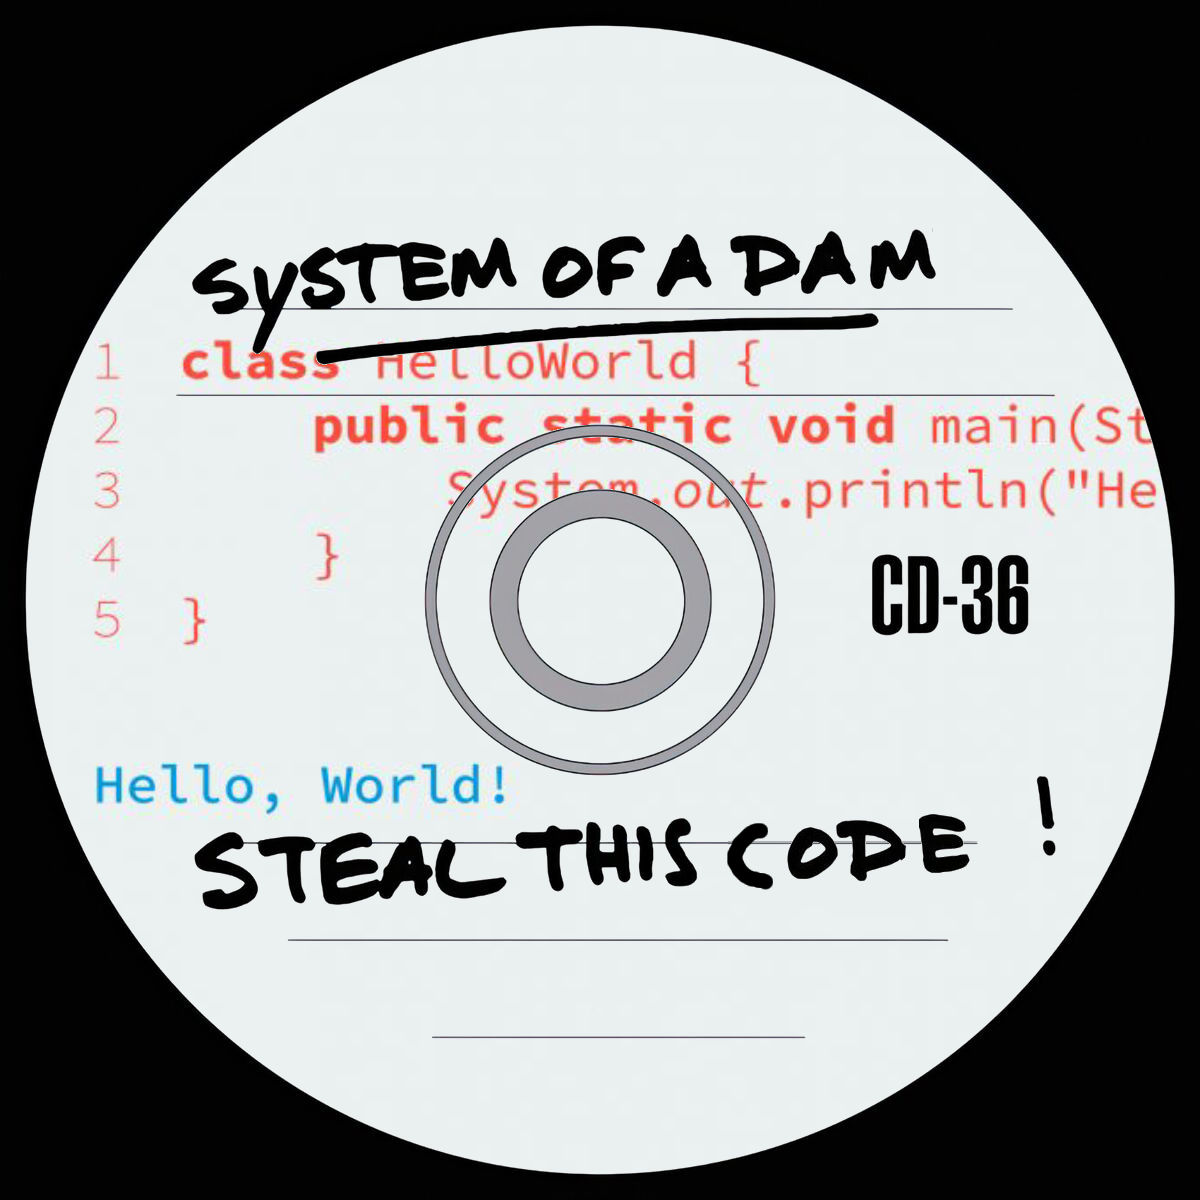 SYSTEM OF A DAM
1 class HelloWorld {
2 public static void main(St
3 System.out.println("He
4 }
CD-36
5 }
Hello, World!
STEAL THIS CODE !